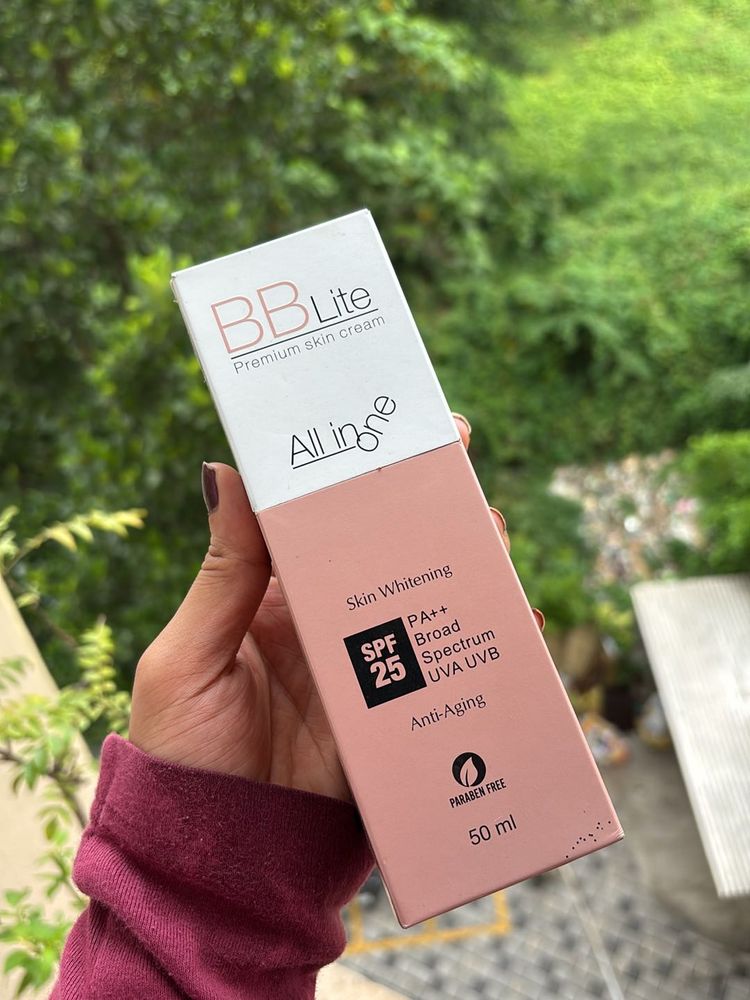 BB Lite
Premium skin cream
All in one
Skin Whitening
SPF
25
PA++
Broad
Spectrum
UVA UVB
Anti-Aging
PARABEN FREE
50 ml